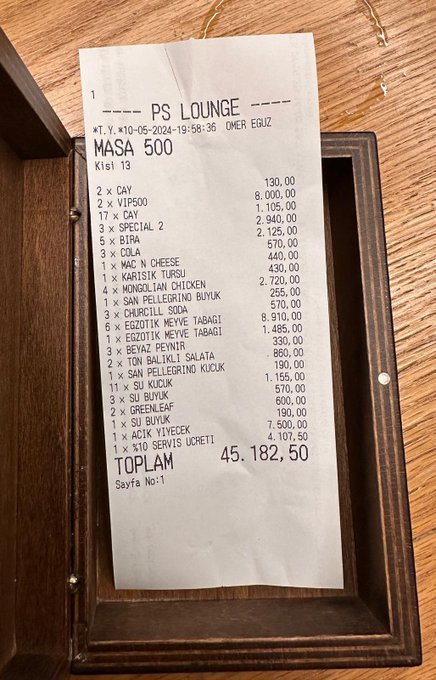 1
---- PS LOUNGE ----
*T.Y.*10-05-2024-19:58:36 OMER EGUZ
MASA 500
Kisi 13
2 x CAY 130,00
2 x VIP500 8.000,00
17 x CAY 1.105,00
3 x SPECIAL 2 2.940,00
5 x BIRA 2.125,00
3 x COLA 570,00
1 x MAC N CHEESE 440,00
1 x KARISIK TURSU 430,00
4 x MONGOLIAN CHICKEN 2.720,00
1 x SAN PELLEGRINO BUYUK 255,00
3 x CHURCILL SODA 570,00
6 x EGZOTIK MEYVE TABAGI 8.910,00
1 x EGZOTIK MEYVE TABAGI 1.485,00
3 x BEYAZ PEYNIR 330,00
2 x TON BALIKLI SALATA 860,00
1 x SAN PELLEGRINO KUCUK 190,00
11 x SU KUCUK 1.155,00
3 x SU BUYUK 570,00
2 x GREENLEAF 600,00
1 x SU BUYUK 190,00
1 x ACIK YIYECEK 7.500,00
1 x %10 SERVIS UCRETI 4.107,50
TOPLAM 45.182,50
Sayfa No:1